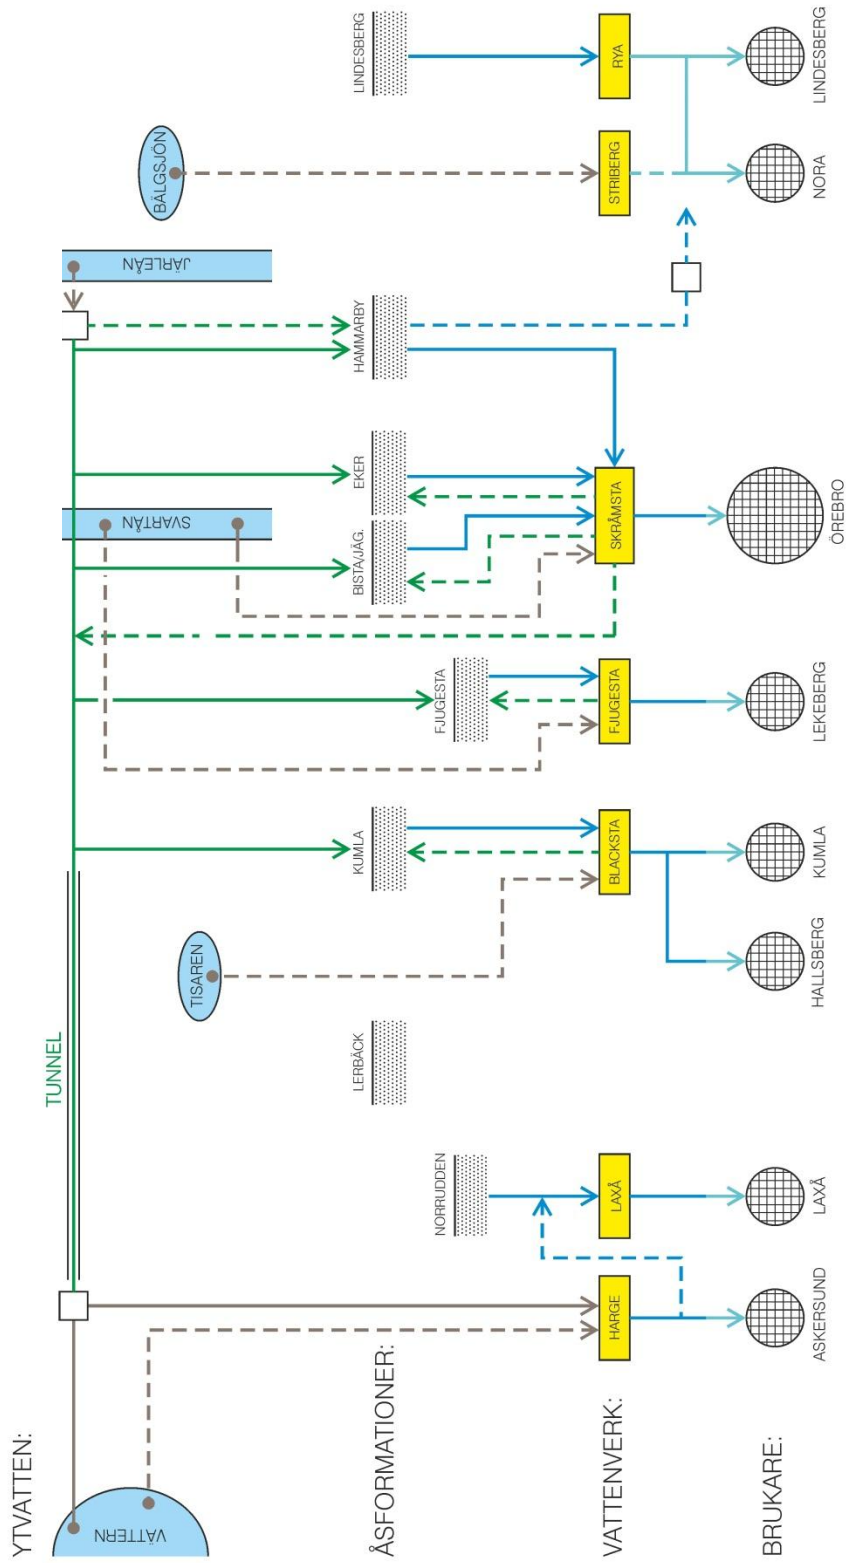 YTVATTEN:
VÄTTERN
TUNNEL
TISAREN
SVARTÅN
JÄRLEÅN
BÄLGSJÖN
ÅSFORMATIONER:
NORRUDDEN
LERBÄCK
KUMLA
FJUGESTA
BISTA/JÄG.
EKER
HAMMARBY
LINDESBERG
VATTENVERK:
HARGE
LAXÅ
BLACKSTA
FJUGESTA
SKRÅMSTA
STRIBERG
RYA
BRUKARE:
ASKERSUND
LAXÅ
HALLSBERG
KUMLA
LEKEBERG
ÖREBRO
NORA
LINDESBERG